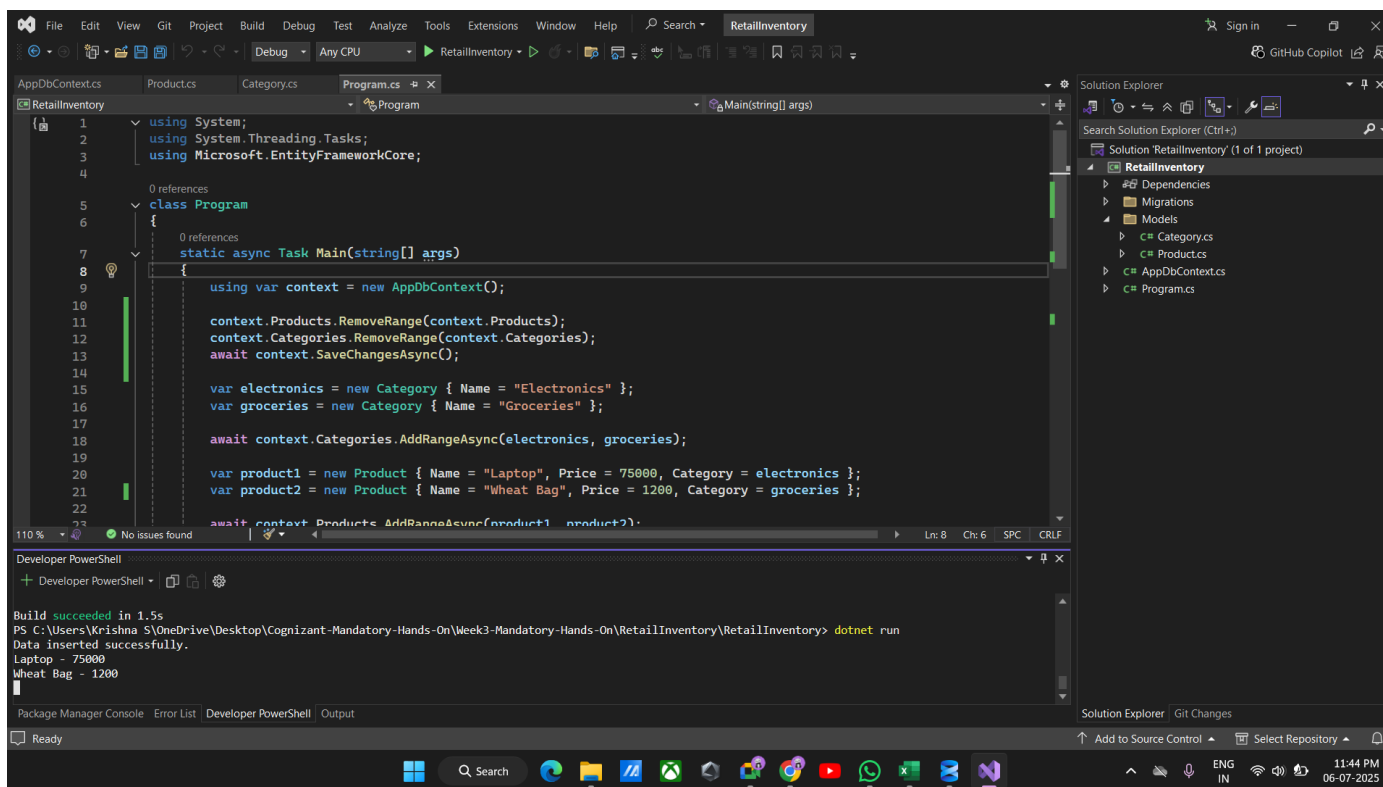 File Edit View Git Project Build Debug Test Analyze Tools Extensions Window Help Search RetailInventory Sign in
Debug Any CPU RetailInventory GitHub Copilot
AppDbContext.cs Product.cs Category.cs Program.cs
RetailInventory Program Main(string[] args)
1 using System;
2 using System.Threading.Tasks;
3 using Microsoft.EntityFrameworkCore;
4
0 references
5 class Program
6 {
0 references
7 static async Task Main(string[] args)
8 {
9 using var context = new AppDbContext();
10
11 context.Products.RemoveRange(context.Products);
12 context.Categories.RemoveRange(context.Categories);
13 await context.SaveChangesAsync();
14
15 var electronics = new Category { Name = "Electronics" };
16 var groceries = new Category { Name = "Groceries" };
17
18 await context.Categories.AddRangeAsync(electronics, groceries);
19
20 var product1 = new Product { Name = "Laptop", Price = 75000, Category = electronics };
21 var product2 = new Product { Name = "Wheat Bag", Price = 1200, Category = groceries };
22
23 await context.Products.AddRangeAsync(product1, product2);
110 % No issues found Ln: 8 Ch: 6 SPC CRLF
Developer PowerShell
Developer PowerShell
Build succeeded in 1.5s
PS C:\Users\Krishna S\OneDrive\Desktop\Cognizant-Mandatory-Hands-On\Week3-Mandatory-Hands-On\RetailInventory\RetailInventory> dotnet run
Data inserted successfully.
Laptop - 75000
Wheat Bag - 1200
Package Manager Console Error List Developer PowerShell Output
Solution Explorer
Search Solution Explorer (Ctrl+;)
Solution 'RetailInventory' (1 of 1 project)
C# RetailInventory
Dependencies
Migrations
Models
C# Category.cs
C# Product.cs
C# AppDbContext.cs
C# Program.cs
Solution Explorer Git Changes
Ready Add to Source Control Select Repository
Search ENG IN 11:44 PM
06-07-2025